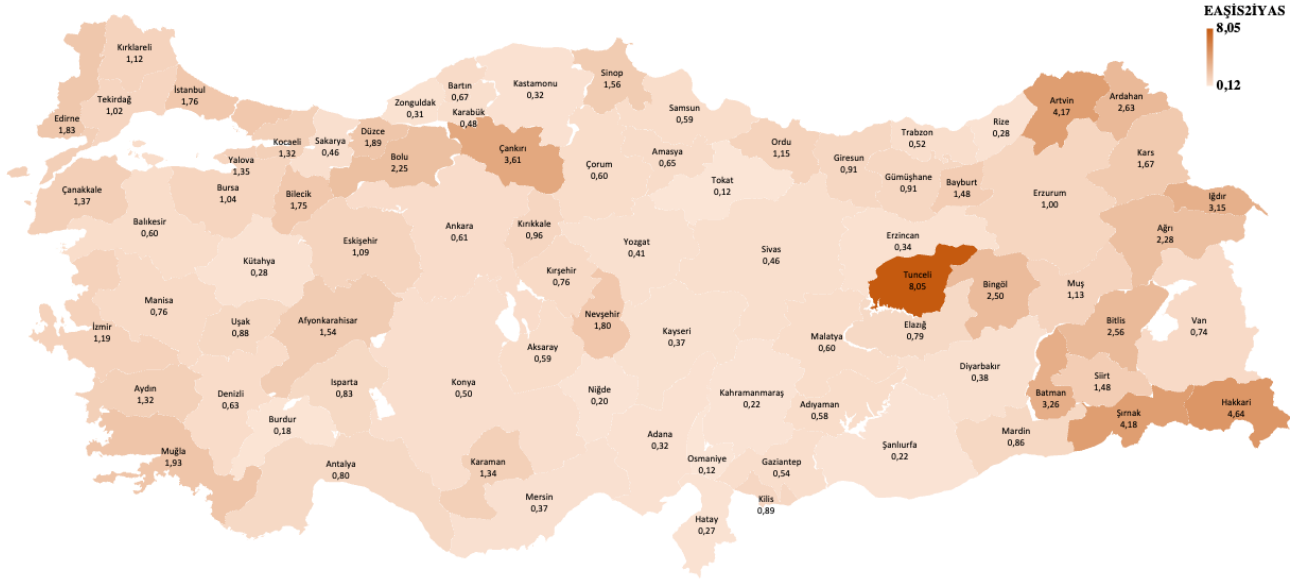 EAŞİS2İYAS
8,05
0,12
Kırklareli
1,12
Tekirdağ
1,02
İstanbul
1,76
Edirne
1,83
Kocaeli
1,32
Sakarya
0,46
Yalova
1,35
Zonguldak
0,31
Bartın
0,67
Karabük
0,48
Kastamonu
0,32
Sinop
1,56
Samsun
0,59
Düzce
1,89
Bolu
2,25
Çankırı
3,61
Çorum
0,60
Amasya
0,65
Tokat
0,12
Ordu
1,15
Giresun
0,91
Trabzon
0,52
Gümüşhane
0,91
Bayburt
1,48
Rize
0,28
Artvin
4,17
Ardahan
2,63
Kars
1,67
Erzurum
1,00
Iğdır
3,15
Ağrı
2,28
Çanakkale
1,37
Balıkesir
0,60
Bursa
1,04
Bilecik
1,75
Eskişehir
1,09
Kütahya
0,28
Ankara
0,61
Kırıkkale
0,96
Kırşehir
0,76
Yozgat
0,41
Sivas
0,46
Erzincan
0,34
Tunceli
8,05
Bingöl
2,50
Muş
1,13
Bitlis
2,56
Van
0,74
Manisa
0,76
İzmir
1,19
Uşak
0,88
Afyonkarahisar
1,54
Nevşehir
1,80
Aksaray
0,59
Kayseri
0,37
Malatya
0,60
Elazığ
0,79
Diyarbakır
0,38
Batman
3,26
Siirt
1,48
Şırnak
4,18
Hakkari
4,64
Aydın
1,32
Denizli
0,63
Isparta
0,83
Burdur
0,18
Konya
0,50
Niğde
0,20
Kahramanmaraş
0,22
Adıyaman
0,58
Mardin
0,86
Şanlıurfa
0,22
Muğla
1,93
Antalya
0,80
Karaman
1,34
Mersin
0,37
Adana
0,32
Osmaniye
0,12
Gaziantep
0,54
Kilis
0,89
Hatay
0,27